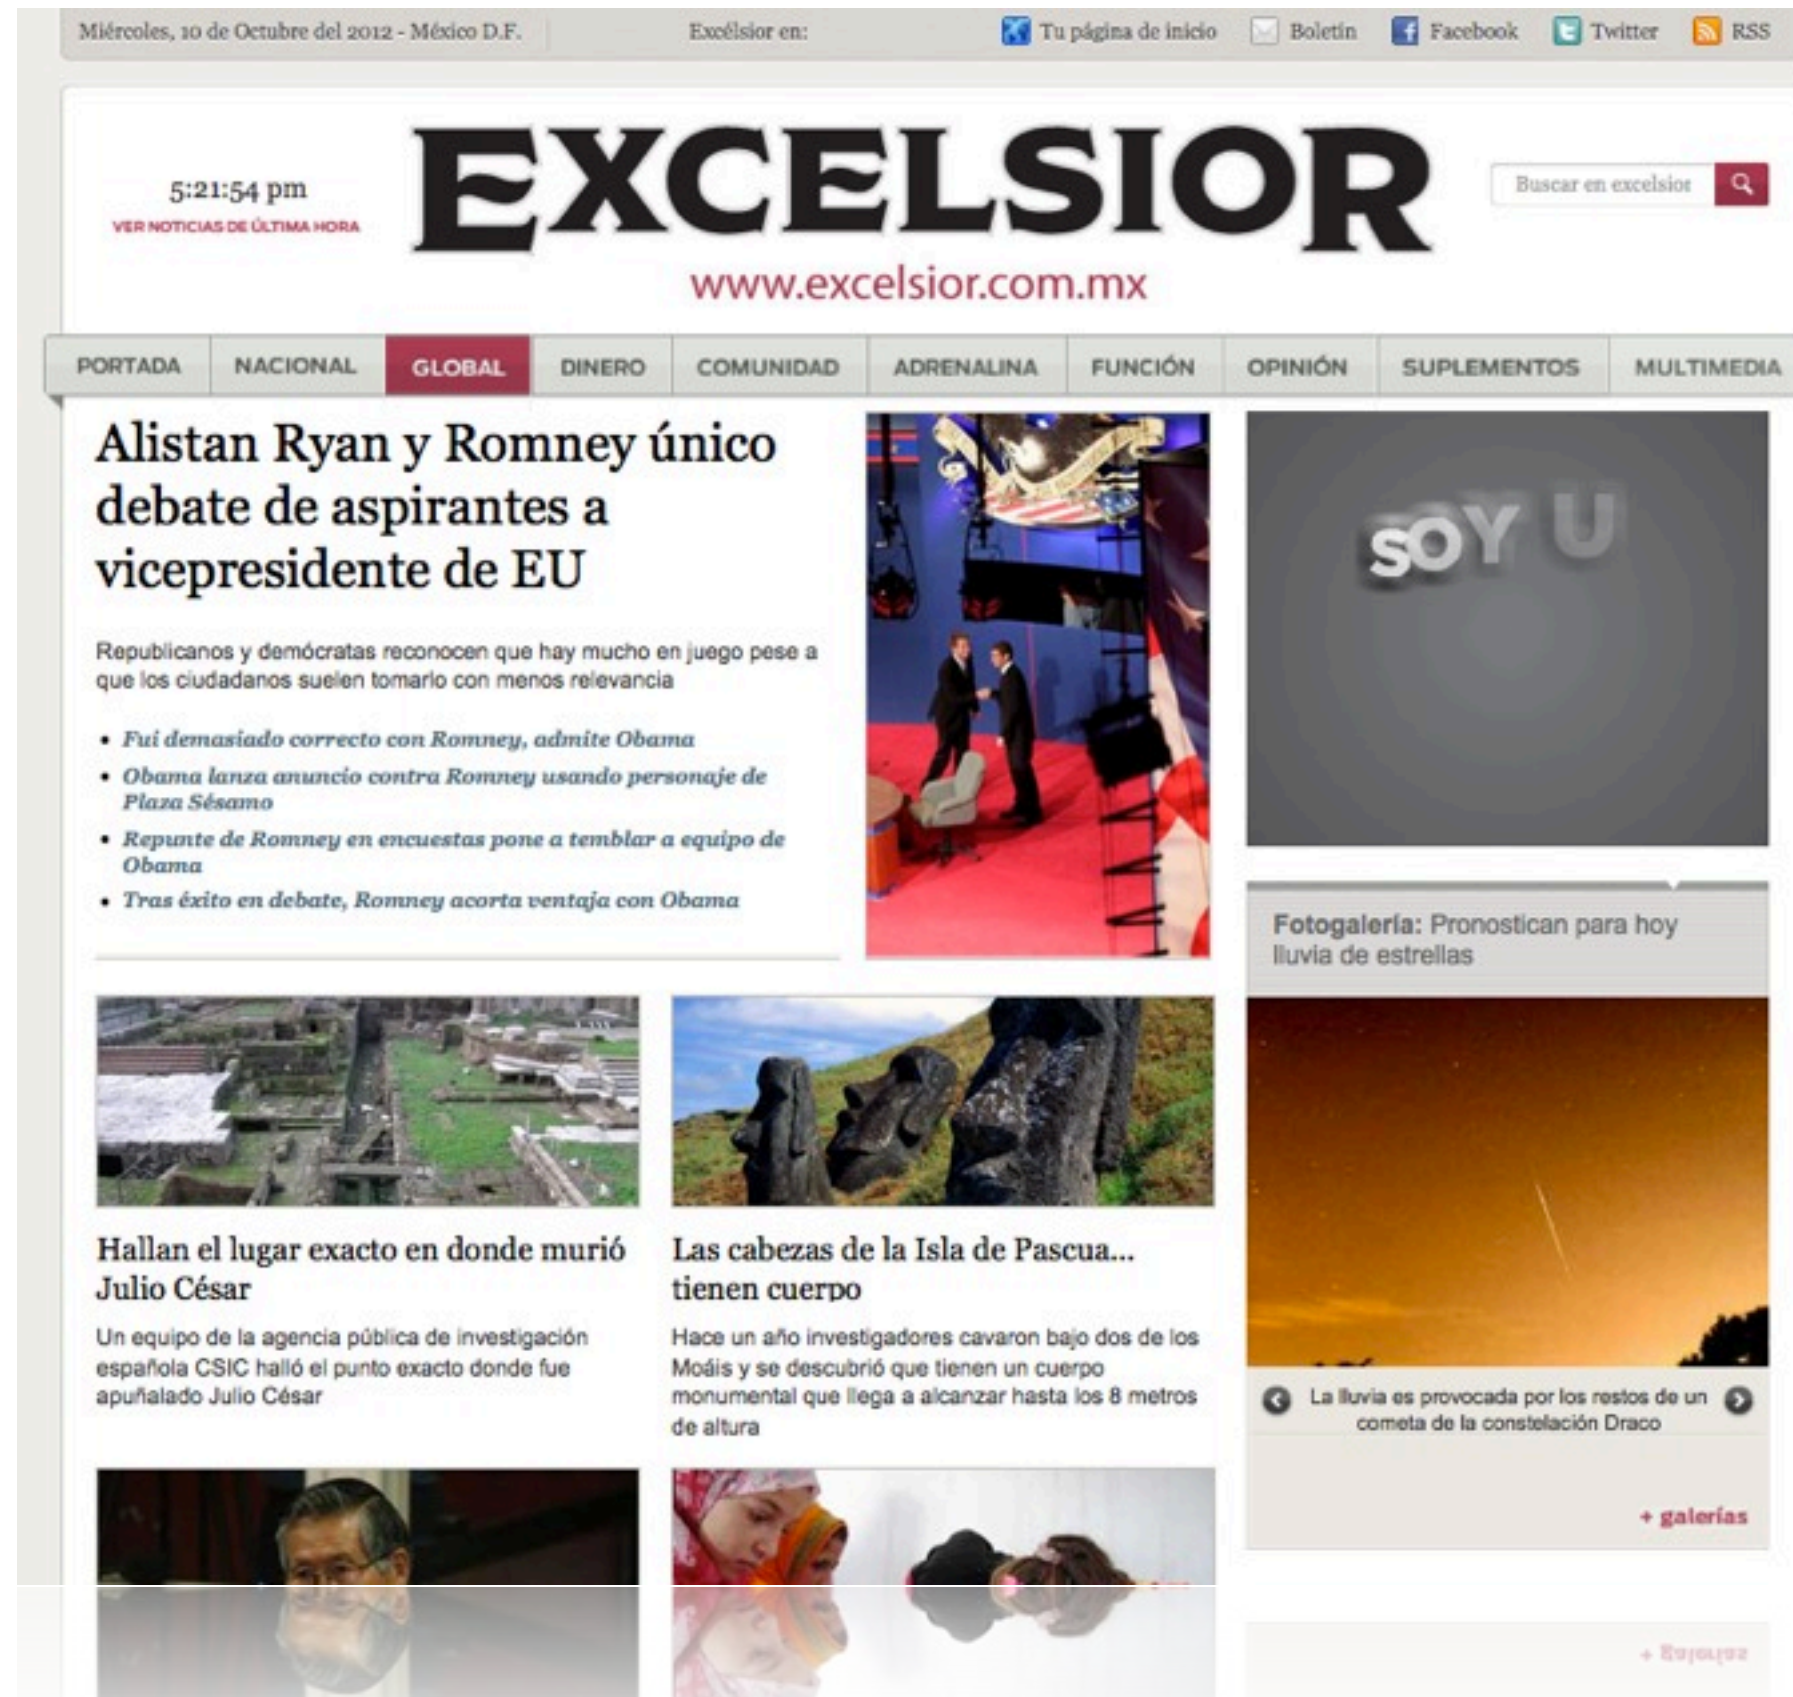 Miércoles, 10 de Octubre del 2012 - México D.F.
Excélsior en:
Tu página de inicio
Boletín
Facebook
Twitter
RSS
5:21:54 pm
VER NOTICIAS DE ÚLTIMA HORA
EXCELSIOR
www.excelsior.com.mx
Buscar en excelsior
PORTADA
NACIONAL
GLOBAL
DINERO
COMUNIDAD
ADRENALINA
FUNCIÓN
OPINIÓN
SUPLEMENTOS
MULTIMEDIA
Alistan Ryan y Romney único
debate de aspirantes a
vicepresidente de EU
Republicanos y demócratas reconocen que hay mucho en juego pese a
que los ciudadanos suelen tomarlo con menos relevancia
• Fui demasiado correcto con Romney, admite Obama
• Obama lanza anuncio contra Romney usando personaje de
Plaza Sésamo
• Repunte de Romney en encuestas pone a temblar a equipo de
Obama
• Tras éxito en debate, Romney acorta ventaja con Obama
SOY U
Fotogalería: Pronostican para hoy
lluvia de estrellas
La lluvia es provocada por los restos de un
cometa de la constelación Draco
+ galerías
Hallan el lugar exacto en donde murió
Julio César
Un equipo de la agencia pública de investigación
española CSIC halló el punto exacto donde fue
apuñalado Julio César
Las cabezas de la Isla de Pascua...
tienen cuerpo
Hace un año investigadores cavaron bajo dos de los
Moáis y se descubrió que tienen un cuerpo
monumental que llega a alcanzar hasta los 8 metros
de altura